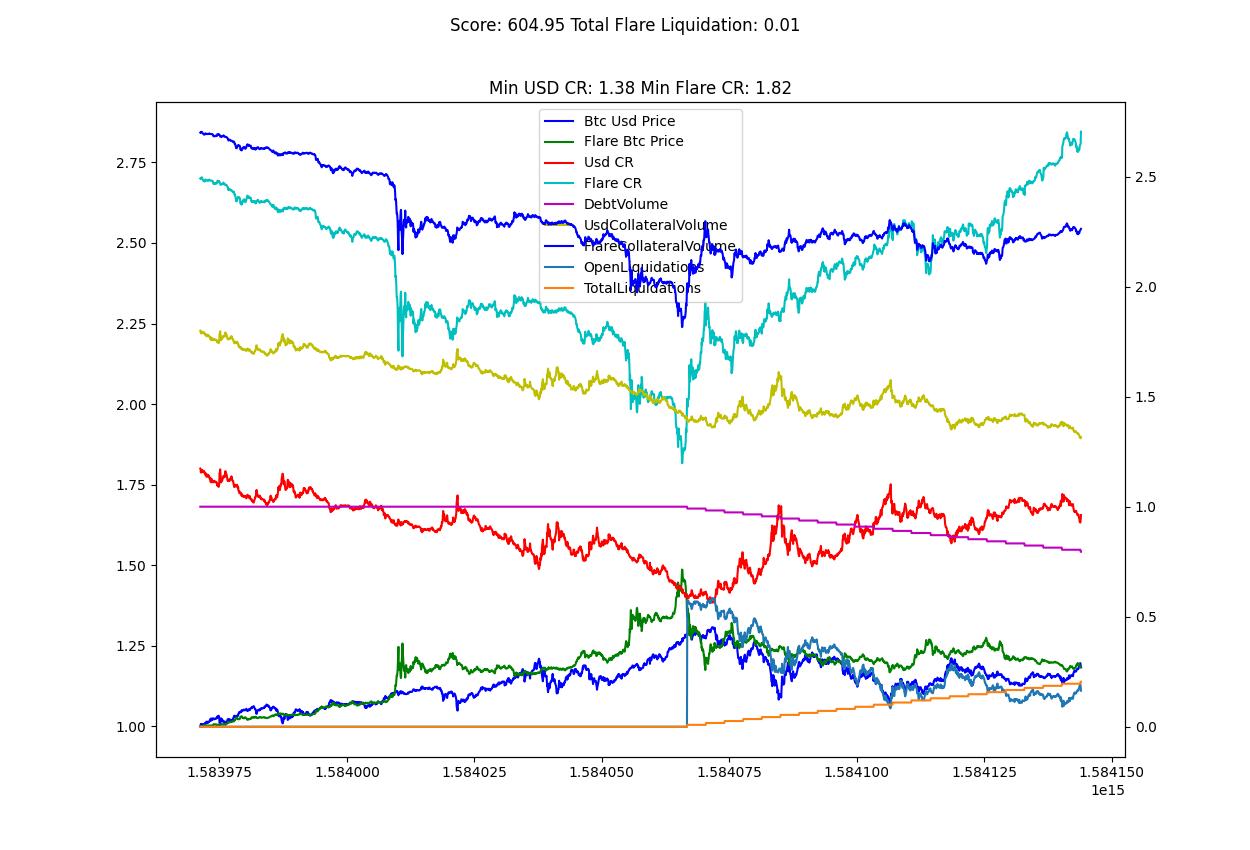 Score: 604.95 Total Flare Liquidation: 0.01
Min USD CR: 1.38 Min Flare CR: 1.82
Btc Usd Price
Flare Btc Price
Usd CR
Flare CR
DebtVolume
UsdCollateralVolume
FlareCollateralVolume
OpenLiquidations
TotalLiquidations
2.75
2.50
2.25
2.00
1.75
1.50
1.25
1.00
2.5
2.0
1.5
1.0
0.5
0.0
1.583975 1.584000 1.584025 1.584050 1.584075 1.584100 1.584125 1.584150
1e15